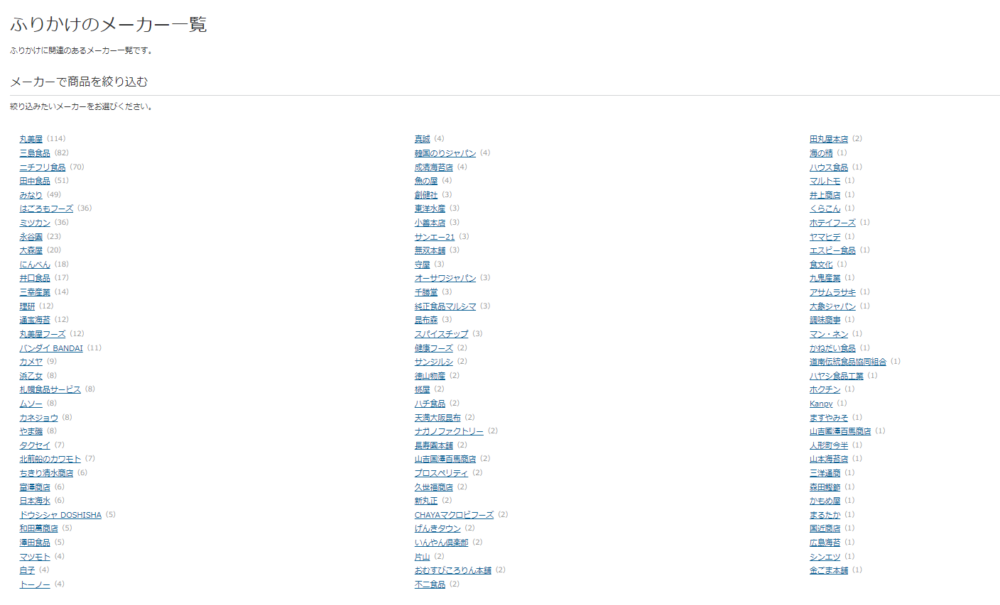 ふりかけのメーカー一覧
ふりかけに関連のあるメーカー一覧です。
メーカーで商品を絞り込む
絞り込みたいメーカーをお選びください。
丸美屋 (114)
三島食品 (82)
ニチフリ食品 (70)
田中食品 (51)
みなり (49)
はごろもフーズ (36)
ミツカン (36)
永谷園 (23)
大森屋 (20)
にんべん (18)
井口食品 (17)
三幸産業 (14)
理研 (12)
通宝海苔 (12)
丸美屋フーズ (12)
バンダイ BANDAI (11)
カメヤ (9)
浜乙女 (8)
札幌食品サービス (8)
ムソー (8)
カネジョウ (8)
やま磯 (8)
タクセイ (7)
北前船のカワモト (7)
ちきり清水商店 (6)
富澤商店 (6)
日本海水 (6)
ドウシシャ DOSHISHA (5)
和田萬商店 (5)
澤田食品 (5)
マツモト (4)
白子 (4)
トーノー (4)
真誠 (4)
韓国のりジャパン (4)
成清海苔店 (4)
魚の屋 (4)
創健社 (3)
東洋水産 (3)
小善本店 (3)
サンエー21 (3)
無双本舗 (3)
守屋 (3)
オーサワジャパン (3)
千勝堂 (3)
純正食品マルシマ (3)
昆布森 (3)
スパイスチップ (3)
健康フーズ (2)
サンジルシ (2)
徳山物産 (2)
桃屋 (2)
ハチ食品 (2)
天満大阪昆布 (2)
ナガノファクトリー (2)
長寿園本舗 (2)
山吉国澤百馬商店 (2)
プロスペリティ (2)
久世福商店 (2)
新丸正 (2)
CHAYAマクロビフーズ (2)
げんきタウン (2)
いんやん倶楽部 (2)
片山 (2)
おむすびころりん本舗 (2)
不二食品 (2)
田丸屋本店 (2)
海の精 (1)
ハウス食品 (1)
マルトモ (1)
井上商店 (1)
くらこん (1)
ホテイフーズ (1)
ヤマヒデ (1)
エスビー食品 (1)
食文化 (1)
九鬼産業 (1)
アサムラサキ (1)
大象ジャパン (1)
調味商事 (1)
マン・ネン (1)
かねだい食品 (1)
道南伝統食品協同組合 (1)
ハヤシ食品工業 (1)
ホクチン (1)
Kanpy (1)
ますやみそ (1)
山吉國澤百馬商店 (1)
人形町今半 (1)
山本海苔店 (1)
三洋通商 (1)
森田鰹節 (1)
かもめ屋 (1)
まるたか (1)
国近商店 (1)
広島海苔 (1)
シンエツ (1)
金ごま本舗 (1)